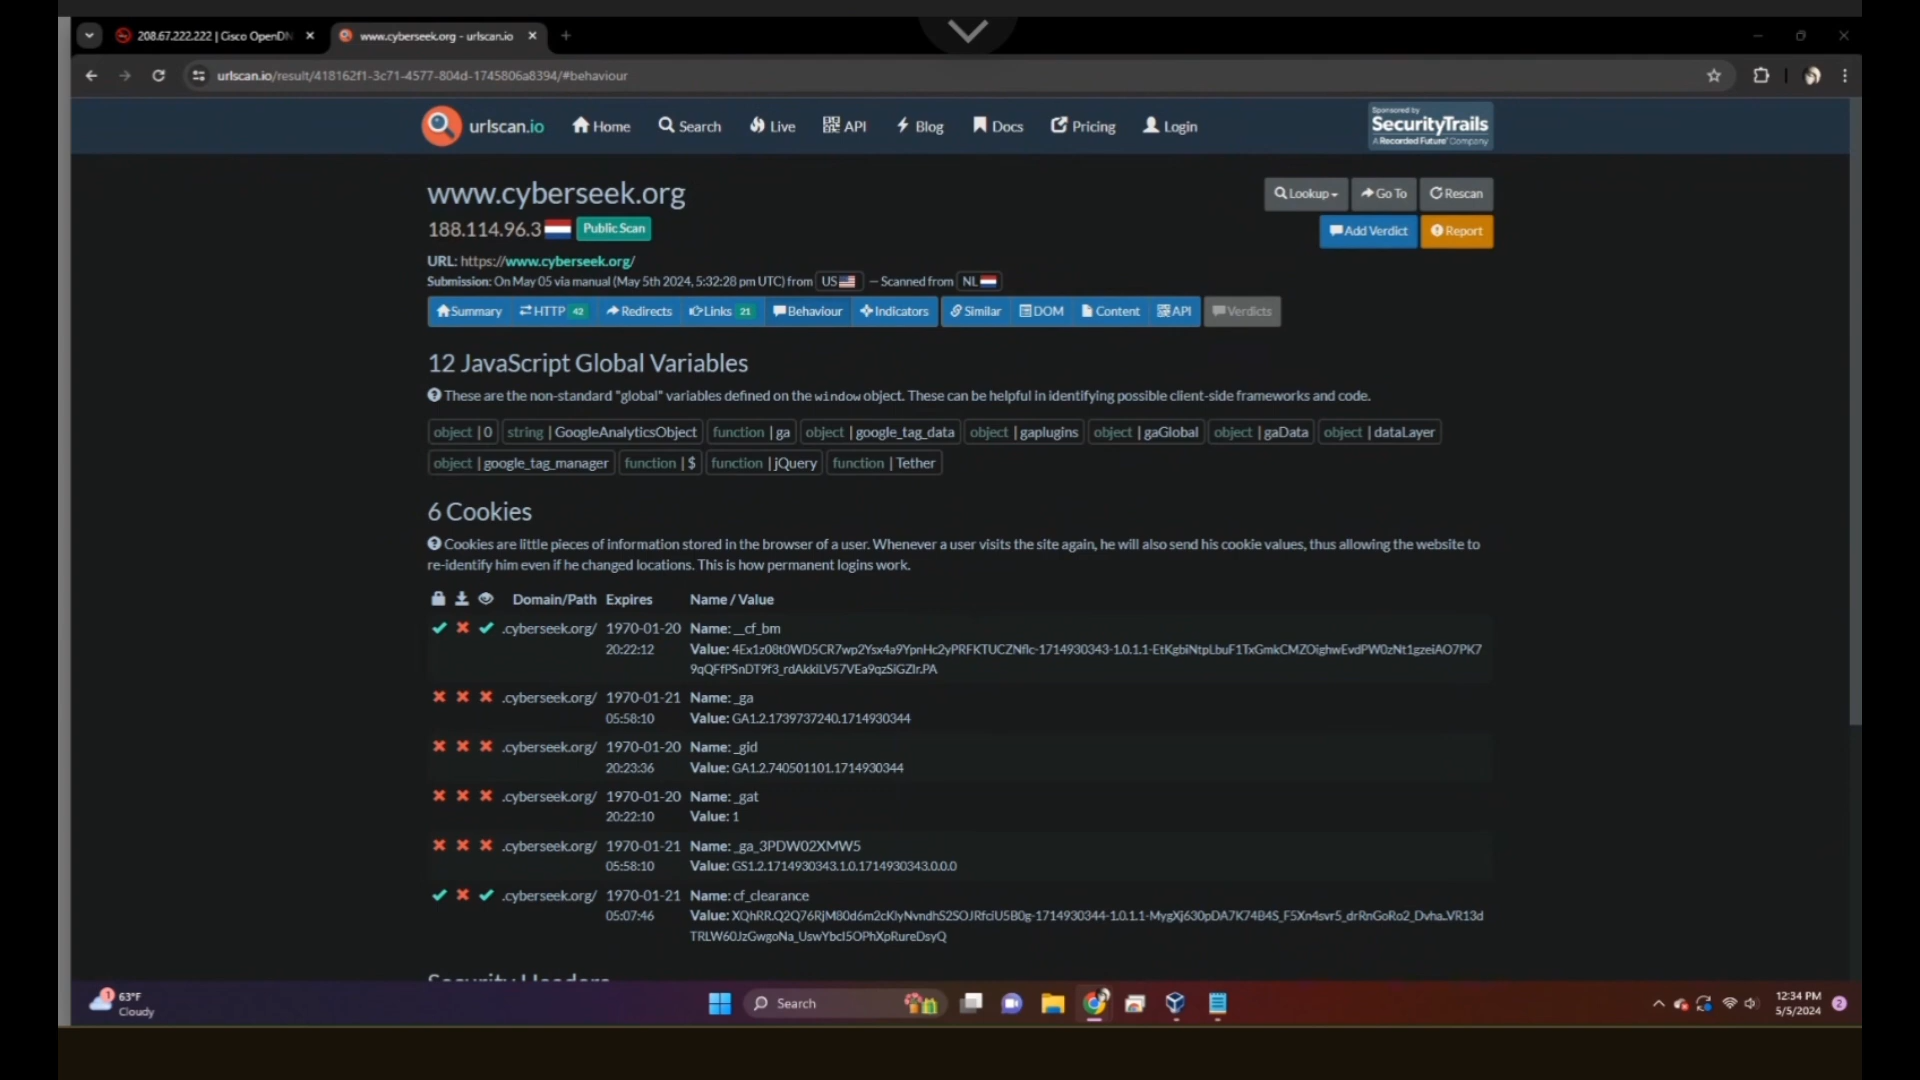 208.67.222.222 | Cisco OpenDN
www.cyberseek.org - urlscan.io
urlscan.io/result/418162f1-3c71-4577-804d-1745806a8394/#behaviour
urlscan.io Home Search Live API Blog Docs Pricing Login
Sponsored by
SecurityTrails
A Recorded Future Company
www.cyberseek.org
Lookup Go To Rescan
188.114.96.3 Public Scan
Add Verdict Report
URL: https://www.cyberseek.org/
Submission: On May 05 via manual (May 5th 2024, 5:32:28 pm UTC) from US — Scanned from NL
Summary HTTP 42 Redirects Links 21 Behaviour Indicators Similar DOM Content API Verdicts
12 JavaScript Global Variables
These are the non-standard "global" variables defined on the window object. These can be helpful in identifying possible client-side frameworks and code.
object | 0 string | GoogleAnalyticsObject function | ga object | google_tag_data object | gaplugins object | gaGlobal object | gaData object | dataLayer
object | google_tag_manager function | $ function | jQuery function | Tether
6 Cookies
Cookies are little pieces of information stored in the browser of a user. Whenever a user visits the site again, he will also send his cookie values, thus allowing the website to
re-identify him even if he changed locations. This is how permanent logins work.
Domain/Path Expires Name / Value
.cyberseek.org/ 1970-01-20 Name: __cf_bm
20:22:12 Value:
.cyberseek.org/ 1970-01-21 Name: _ga
05:58:10 Value: GA1.2.1739737240.1714930344
.cyberseek.org/ 1970-01-20 Name: _gid
20:23:36 Value: GA1.2.740501101.1714930344
.cyberseek.org/ 1970-01-20 Name: _gat
20:22:10 Value: 1
.cyberseek.org/ 1970-01-21 Name: _ga_3PDW02XMW5
05:58:10 Value: GS1.2.1714930343.1.0.1714930343.0.0.0
.cyberseek.org/ 1970-01-21 Name: cf_clearance
05:07:46 Value:
Security Headers
1 63°F
Cloudy
Search
12:34 PM
5/5/2024
2